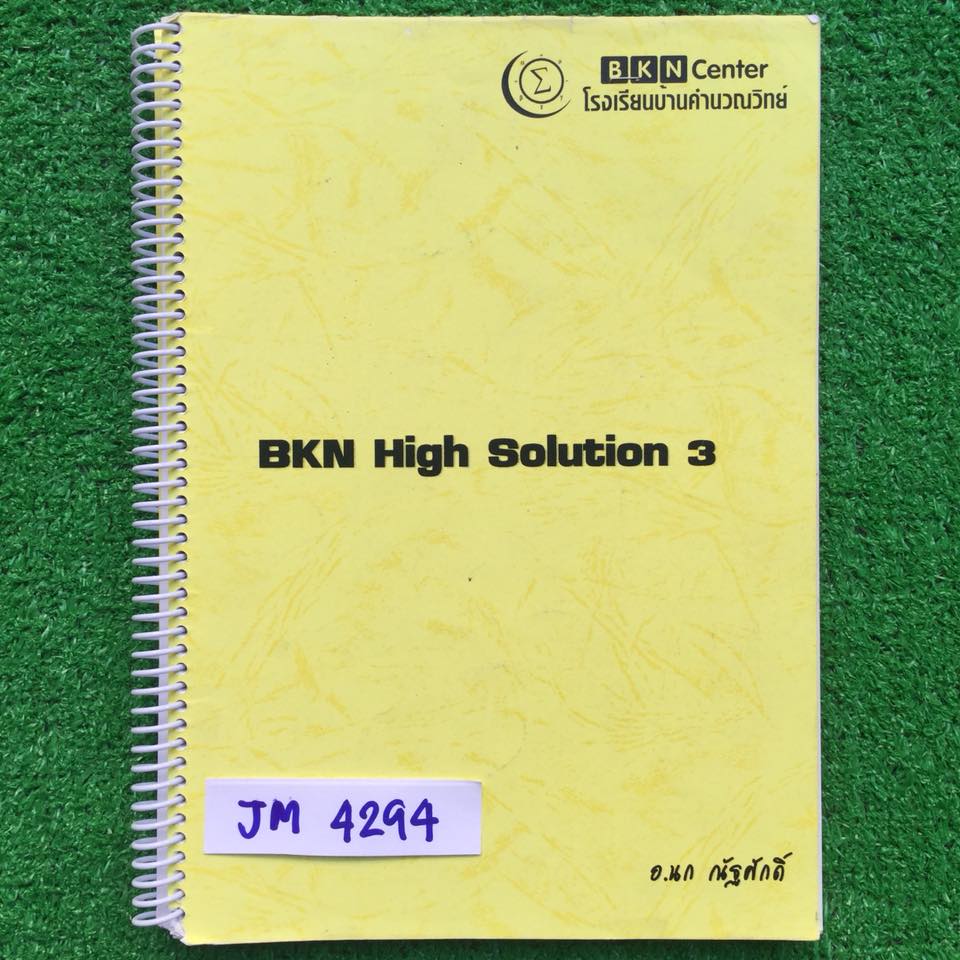 BKN Center
โรงเรียนบ้านคำนวณวิทย์
BKN High Solution 3
JM 4294
อ.นก ณัฐศักดิ์